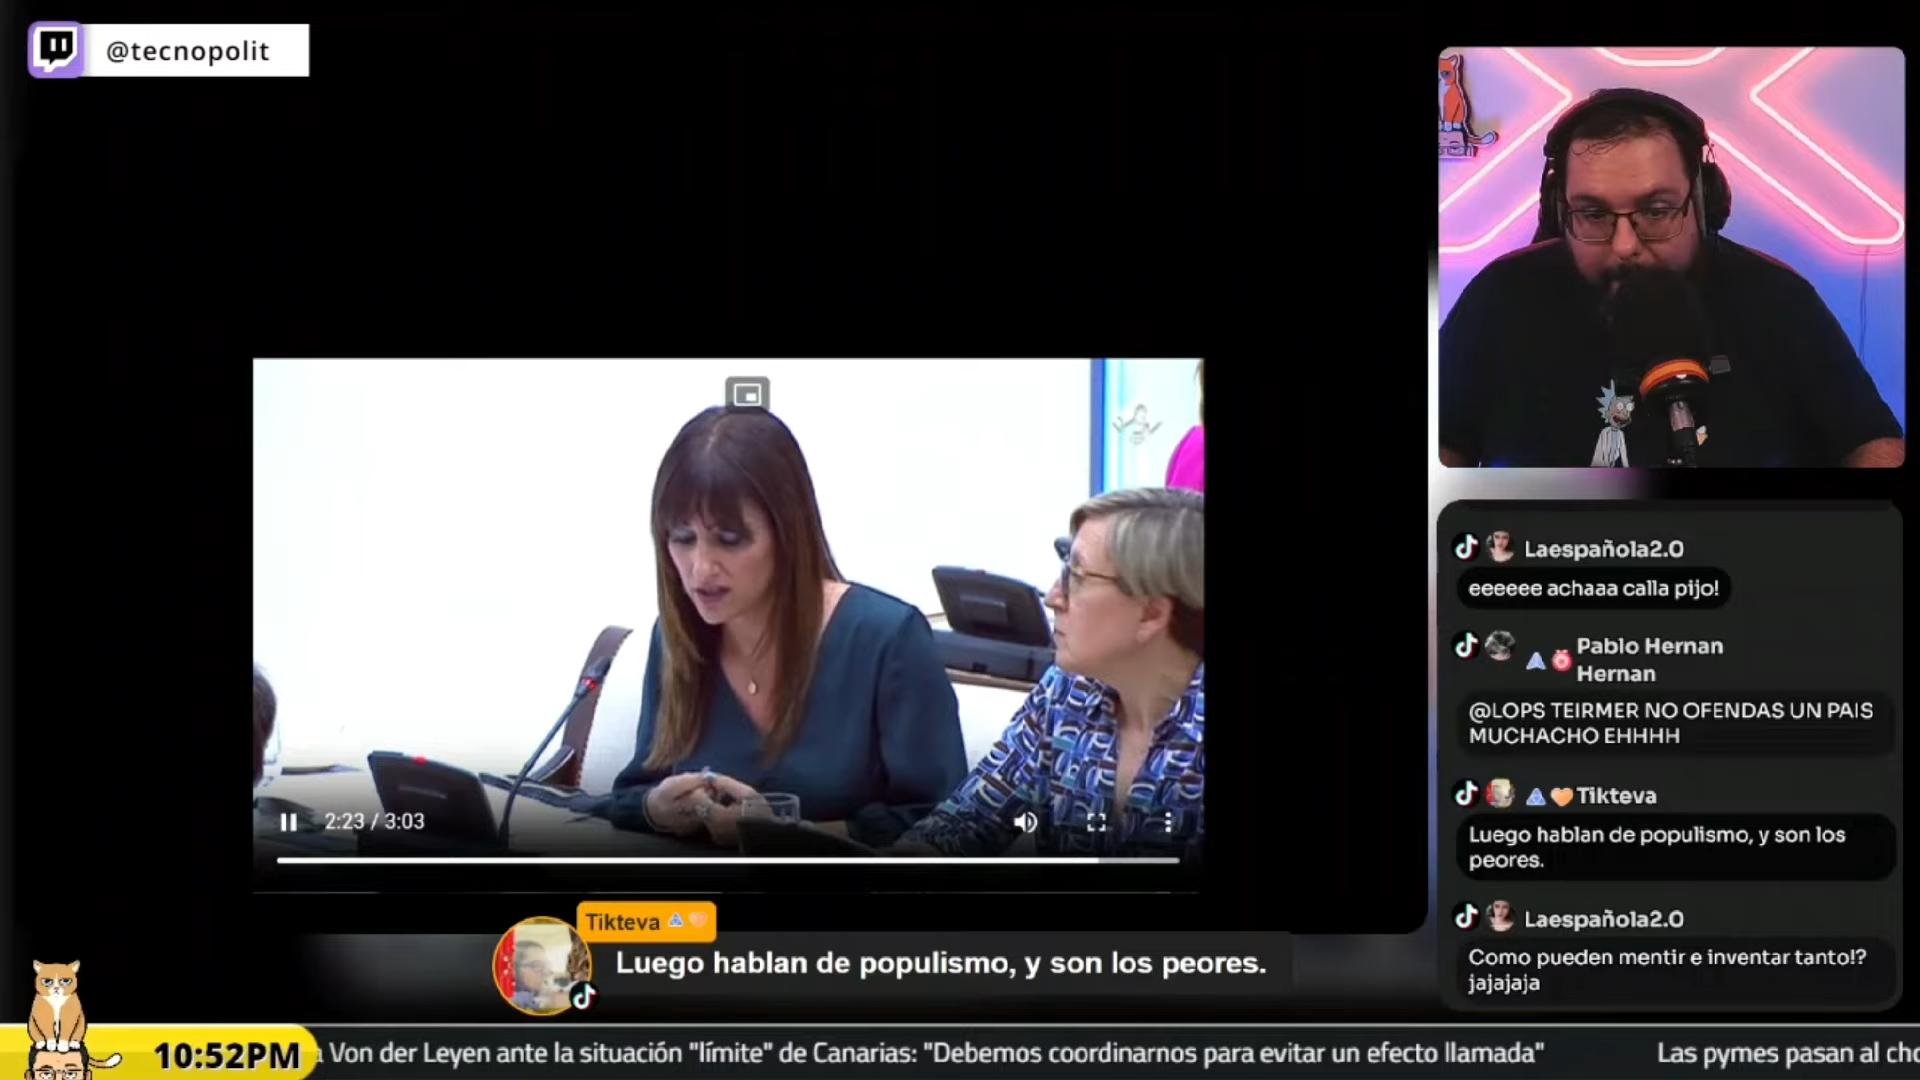 @tecnopolit
2:23 / 3:03
Laespañola2.0
eeeeee achaaa calla pijo!
Pablo Hernan
Hernan
@LOPS TEIRMER NO OFENDAS UN PAIS
MUCHACHO EHHHH
Tikteva
Luego hablan de populismo, y son los
peores.
Laespañola2.0
Como pueden mentir e inventar tanto!?
jajajaja
Tikteva
Luego hablan de populismo, y son los peores.
10:52PM
a Von der Leyen ante la situación "límite" de Canarias: "Debemos coordinarnos para evitar un efecto llamada"
Las pymes pasan al cho